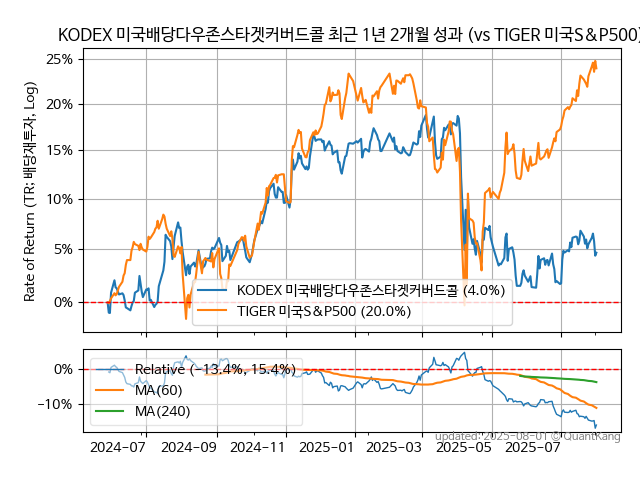 KODEX 미국배당다우존스타겟커버드콜 최근 1년 2개월 성과 (vs TIGER 미국S&P500)
25%
20%
15%
10%
5%
0%
Rate of Return (TR: 배당재투자, Log)
KODEX 미국배당다우존스타겟커버드콜 (4.0%)
TIGER 미국S&P500 (20.0%)
0%
−10%
Relative (−13.4%, 15.4%)
MA(60)
MA(240)
updated: 2025-08-01 © QuantKang
2024-07
2024-09
2024-11
2025-01
2025-03
2025-05
2025-07